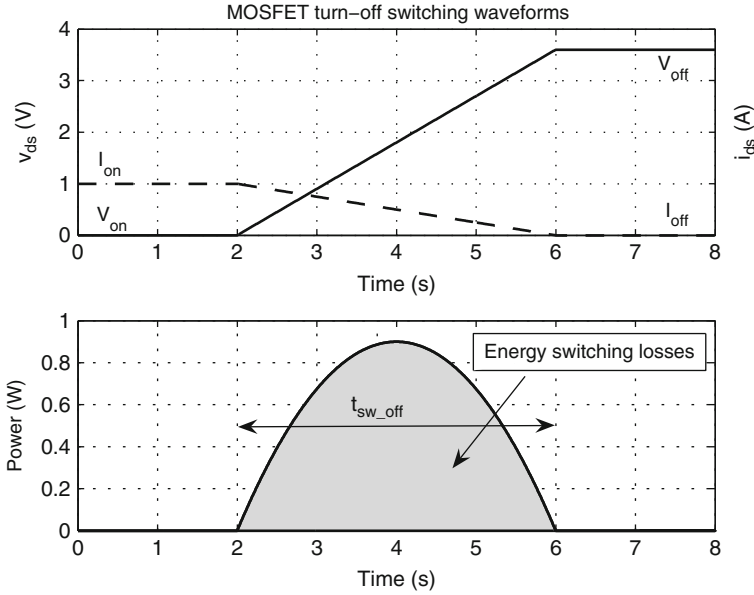 MOSFET turn−off switching waveforms
4
3
2
1
0
v_ds (V)
i_ds (A)
I_on
V_on
V_off
I_off
0 1 2 3 4 5 6 7 8
Time (s)
1
0.8
0.6
0.4
0.2
0
Power (W)
Energy switching losses
t_sw_off
0 1 2 3 4 5 6 7 8
Time (s)